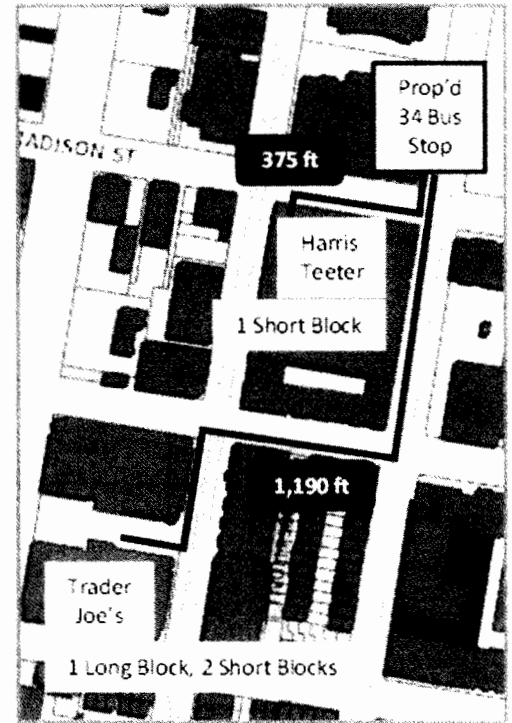 Prop'd
34 Bus
Stop
ADISON ST
375 ft
Harris
Teeter
1 Short Block
1,190 ft
Trader
Joe's
1 Long Block, 2 Short Blocks